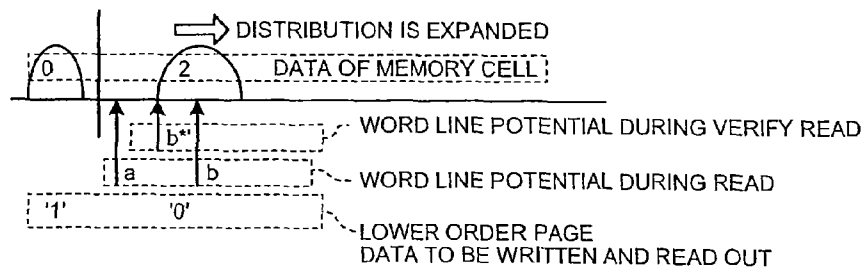 DISTRIBUTION IS EXPANDED
0 2 DATA OF MEMORY CELL
b*' WORD LINE POTENTIAL DURING VERIFY READ
a b WORD LINE POTENTIAL DURING READ
'1' '0'
LOWER ORDER PAGE
DATA TO BE WRITTEN AND READ OUT